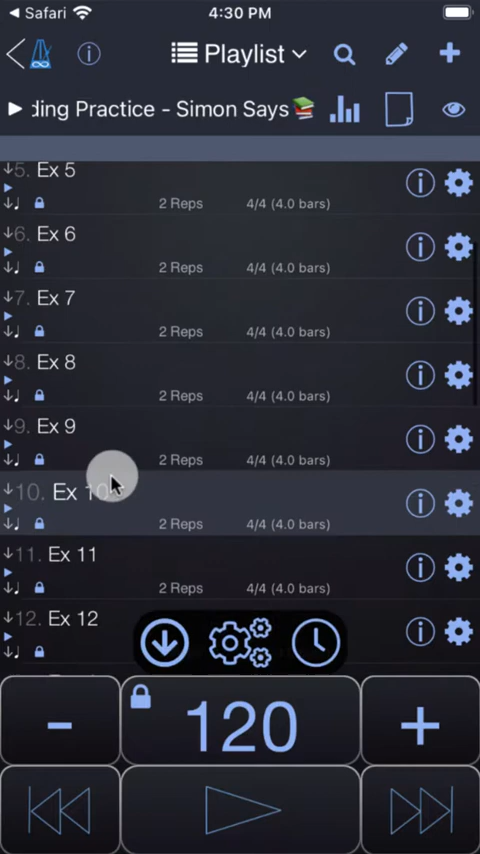 Safari 4:30 PM
Playlist
ding Practice - Simon Says
5. Ex 5
2 Reps 4/4 (4.0 bars)
6. Ex 6
2 Reps 4/4 (4.0 bars)
7. Ex 7
2 Reps 4/4 (4.0 bars)
8. Ex 8
2 Reps 4/4 (4.0 bars)
9. Ex 9
2 Reps 4/4 (4.0 bars)
10. Ex 10
2 Reps 4/4 (4.0 bars)
11. Ex 11
2 Reps 4/4 (4.0 bars)
12. Ex 12
- 120 +